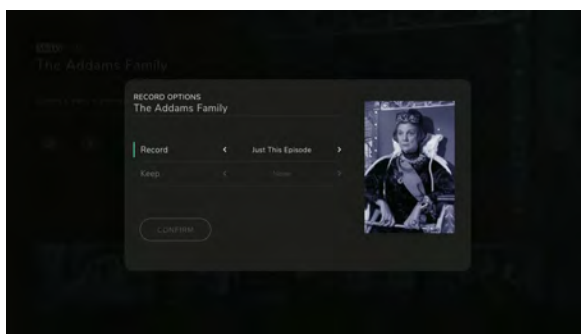 The Addams Family
RECORD OPTIONS
The Addams Family
Record < Just This Episode >
Keep < >
CONFIRM